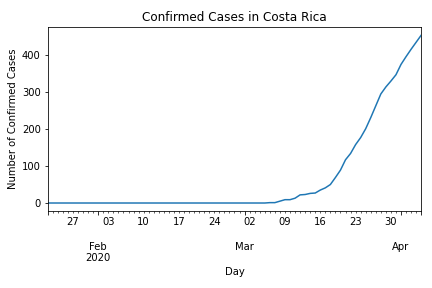 Confirmed Cases in Costa Rica
Number of Confirmed Cases
400
300
200
100
0
27 03 10 17 24 02 09 16 23 30
Feb Mar Apr
2020
Day